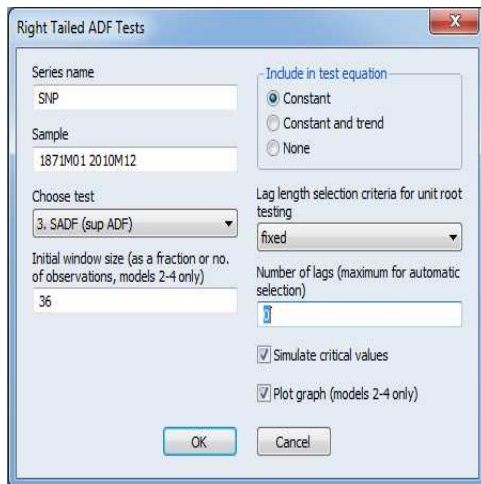 Right Tailed ADF Tests
Series name
SNP
Sample
1871M01 2010M12
Choose test
3. SADF (sup ADF)
Initial window size (as a fraction or no.
of observations, models 2-4 only)
36
Include in test equation
Constant
Constant and trend
None
Lag length selection criteria for unit root
testing
fixed
Number of lags (maximum for automatic
selection)
0
Simulate critical values
Plot graph (models 2-4 only)
OK
Cancel